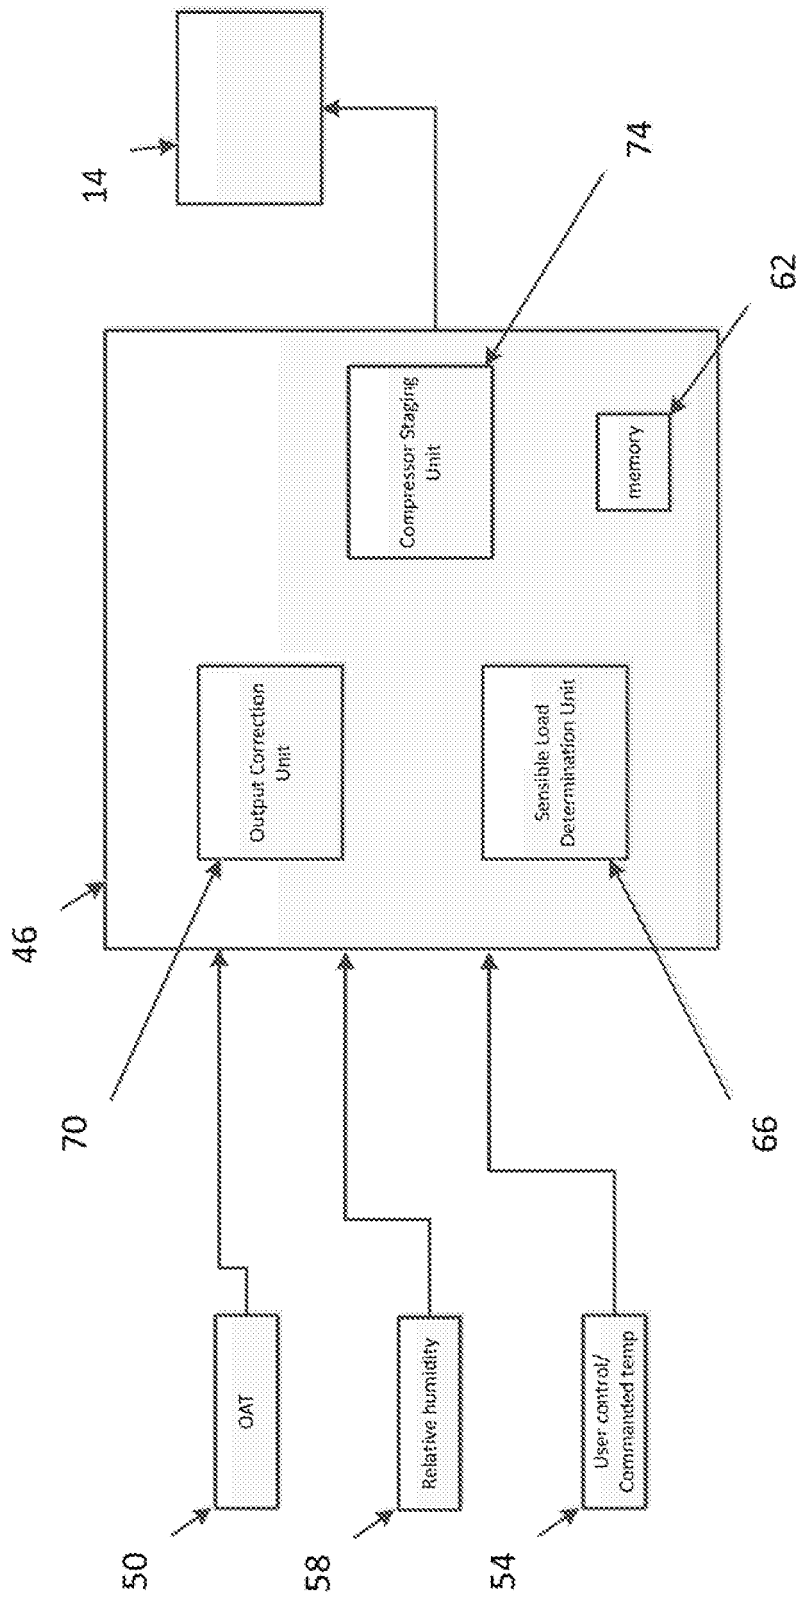 14
74
62
46
Output Correction
Unit
Compressor Staging
Unit
Sensible Load
Determination Unit
memory
70
66
50
OAT
58
Relative humidity
54
User control/
Commanded temp